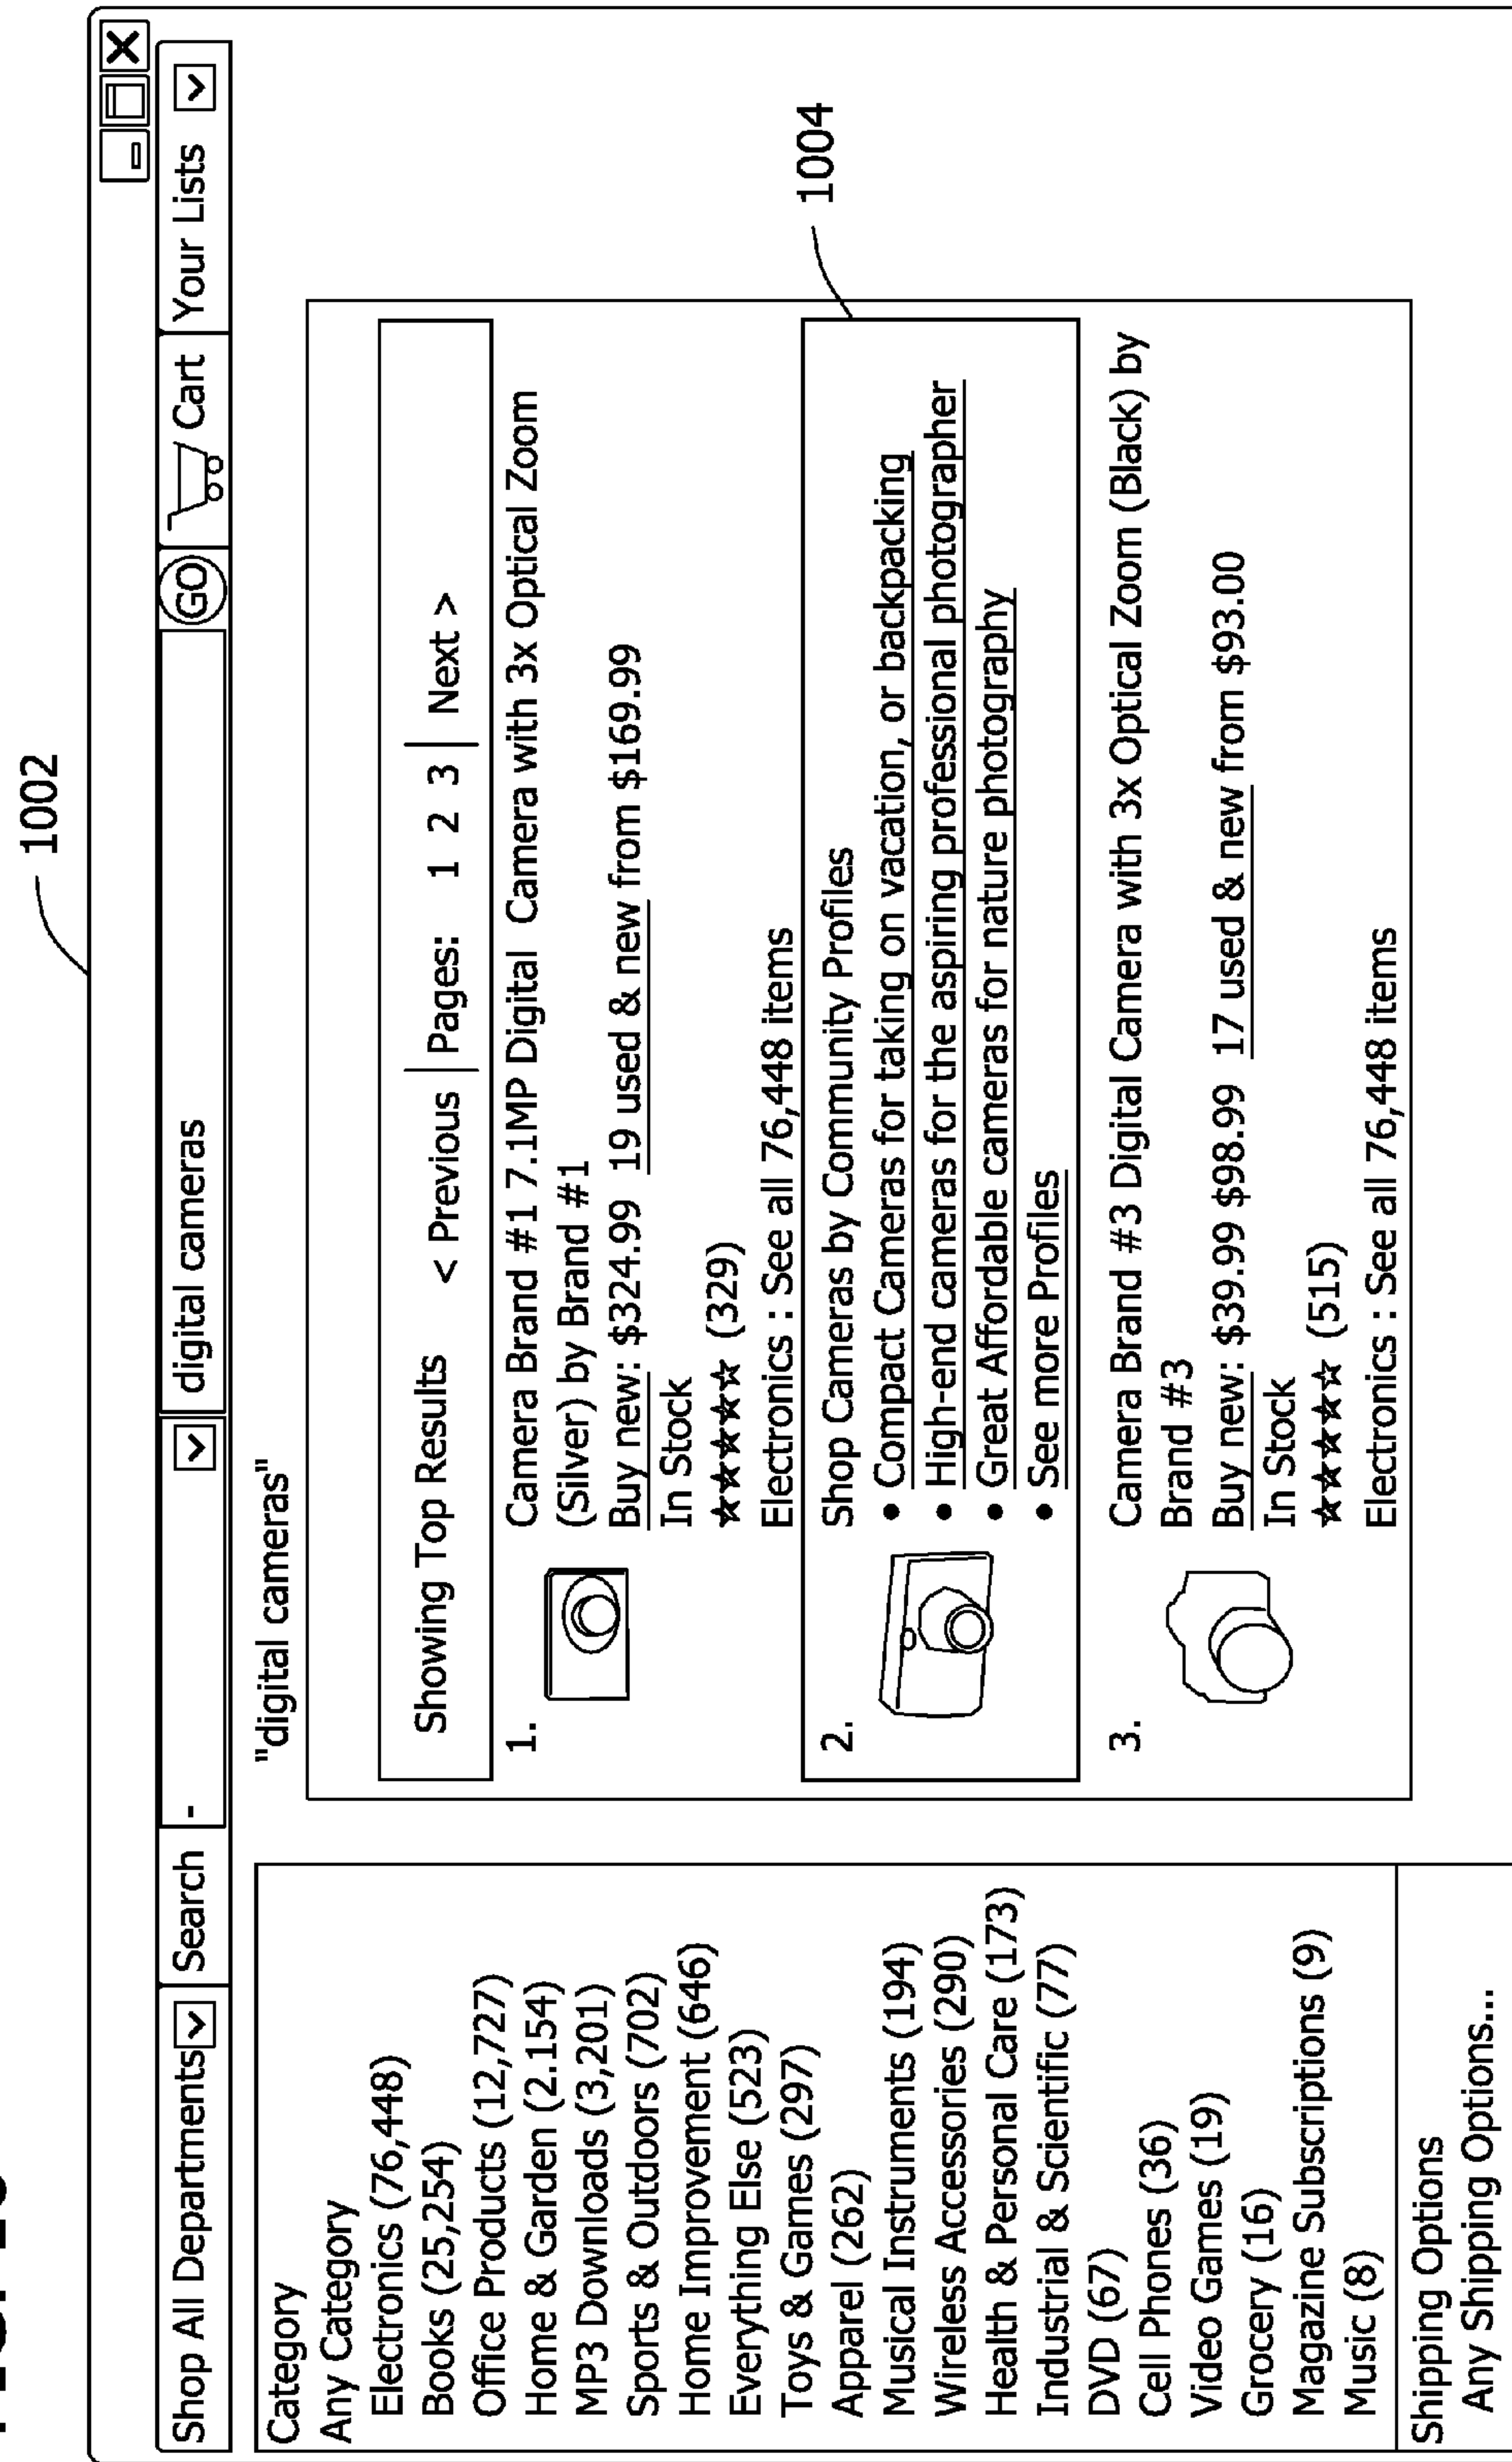 1002
Shop All Departments Search - digital cameras GO Cart Your Lists
Category
Any Category
Electronics (76,448)
Books (25,254)
Office Products (12,727)
Home & Garden (2.154)
MP3 Downloads (3,201)
Sports & Outdoors (702)
Home Improvement (646)
Everything Else (523)
Toys & Games (297)
Apparel (262)
Musical Instruments (194)
Wireless Accessories (290)
Health & Personal Care (173)
Industrial & Scientific (77)
DVD (67)
Cell Phones (36)
Video Games (19)
Grocery (16)
Magazine Subscriptions (9)
Music (8)
Shipping Options
Any Shipping Options...
"digital cameras"
Showing Top Results < Previous | Pages: 1 2 3 | Next >
1. Camera Brand #1 7.1MP Digital Camera with 3x Optical Zoom
(Silver) by Brand #1
Buy new: $324.99 19 used & new from $169.99
In Stock
☆☆☆☆☆ (329)
Electronics : See all 76,448 items
1004
2. Shop Cameras by Community Profiles
• Compact Cameras for taking on vacation, or backpacking
• High-end cameras for the aspiring professional photographer
• Great Affordable cameras for nature photography
• See more Profiles
3. Camera Brand #3 Digital Camera with 3x Optical Zoom (Black) by
Brand #3
Buy new: $39.99 $98.99 17 used & new from $93.00
In Stock
☆☆☆☆☆ (515)
Electronics : See all 76,448 items